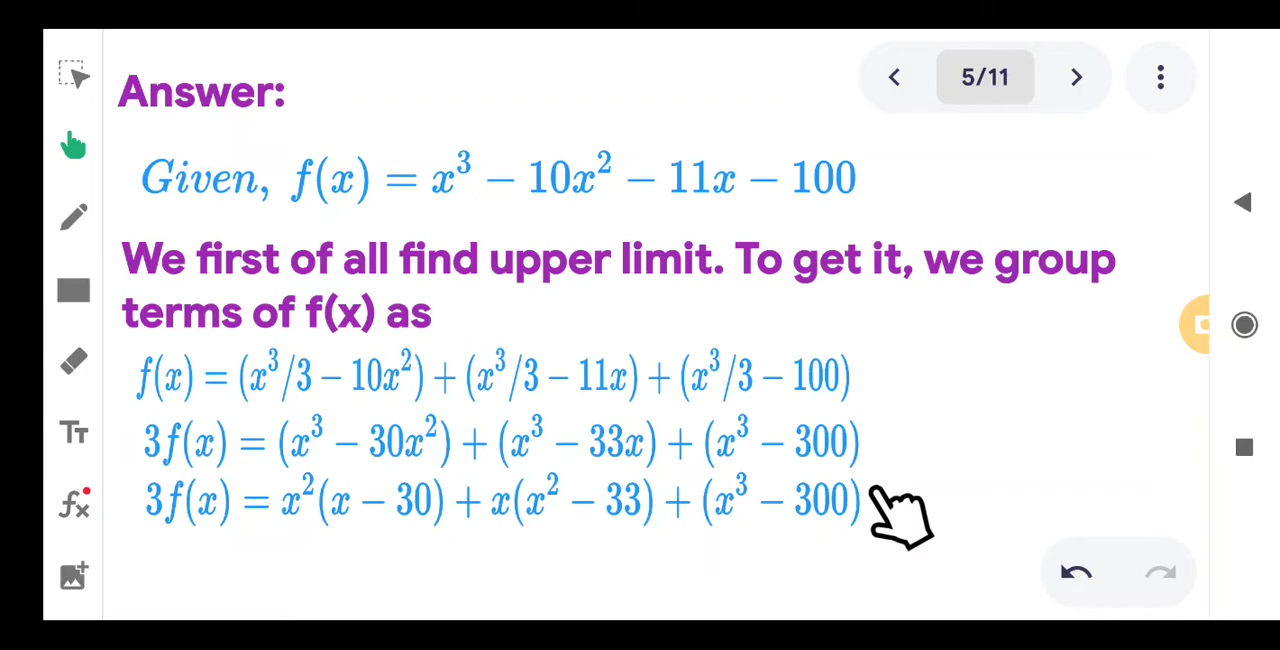 Answer:
5/11
Given, f(x) = x³ − 10x² − 11x − 100
We first of all find upper limit. To get it, we group
terms of f(x) as
f(x) = (x³/3 − 10x²) + (x³/3 − 11x) + (x³/3 − 100)
3f(x) = (x³ − 30x²) + (x³ − 33x) + (x³ − 300)
3f(x) = x²(x − 30) + x(x² − 33) + (x³ − 300)
Tт
fx